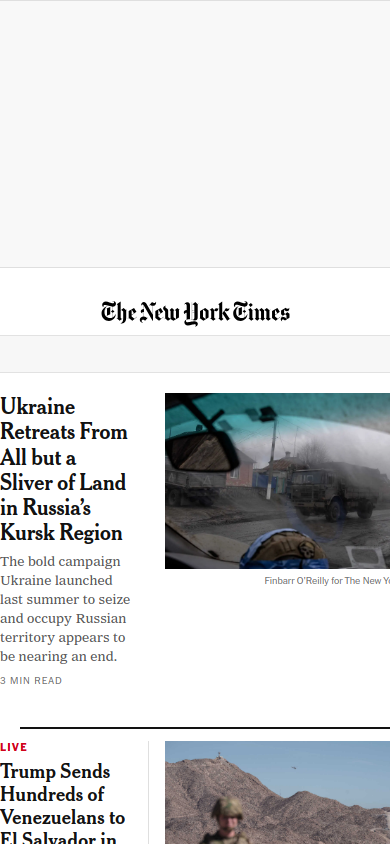 The New York Times
Ukraine
Retreats From
All but a
Sliver of Land
in Russia’s
Kursk Region
The bold campaign
Ukraine launched
last summer to seize
and occupy Russian
territory appears to
be nearing an end.
3 MIN READ
Finbarr O’Reilly for The New Yo
LIVE
Trump Sends
Hundreds of
Venezuelans to
El Salvador in